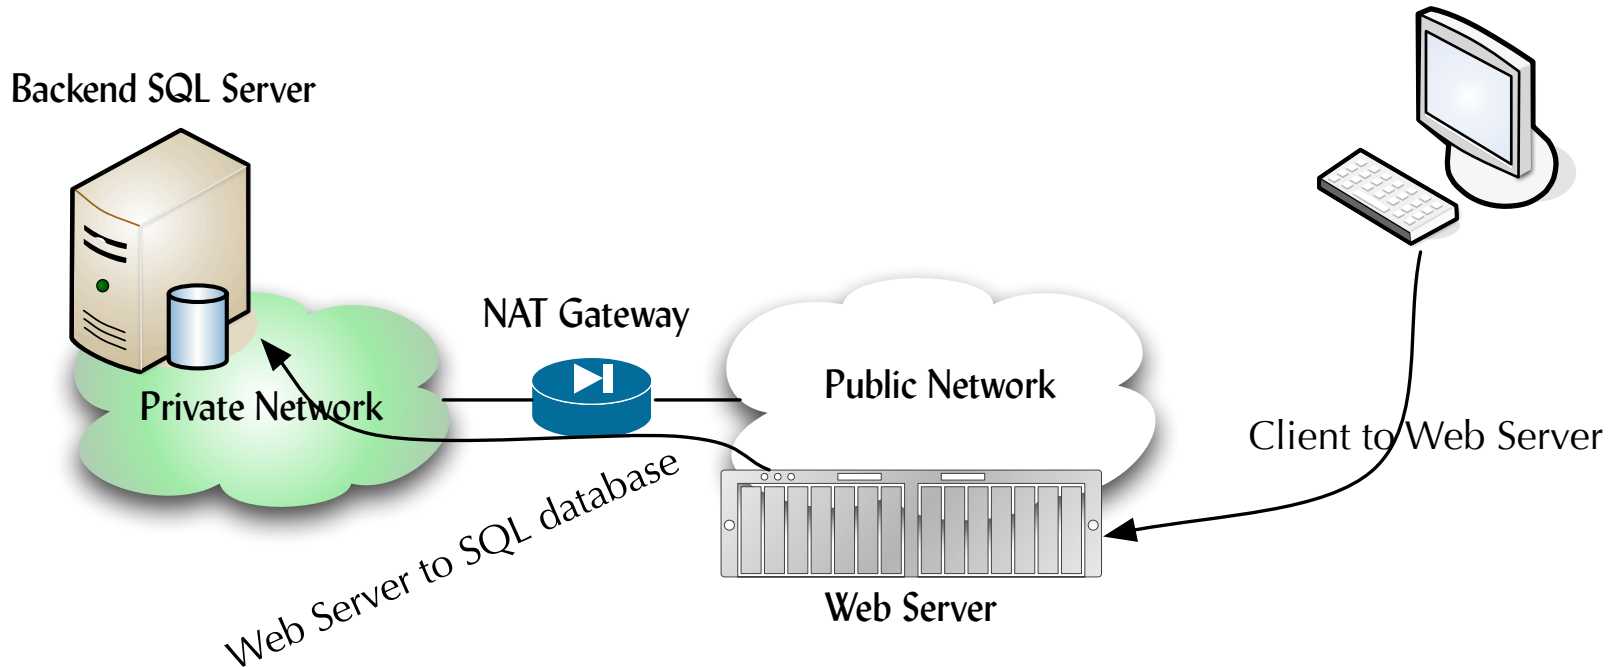 Backend SQL Server
NAT Gateway
Private Network
Public Network
Client to Web Server
Web Server to SQL database
Web Server